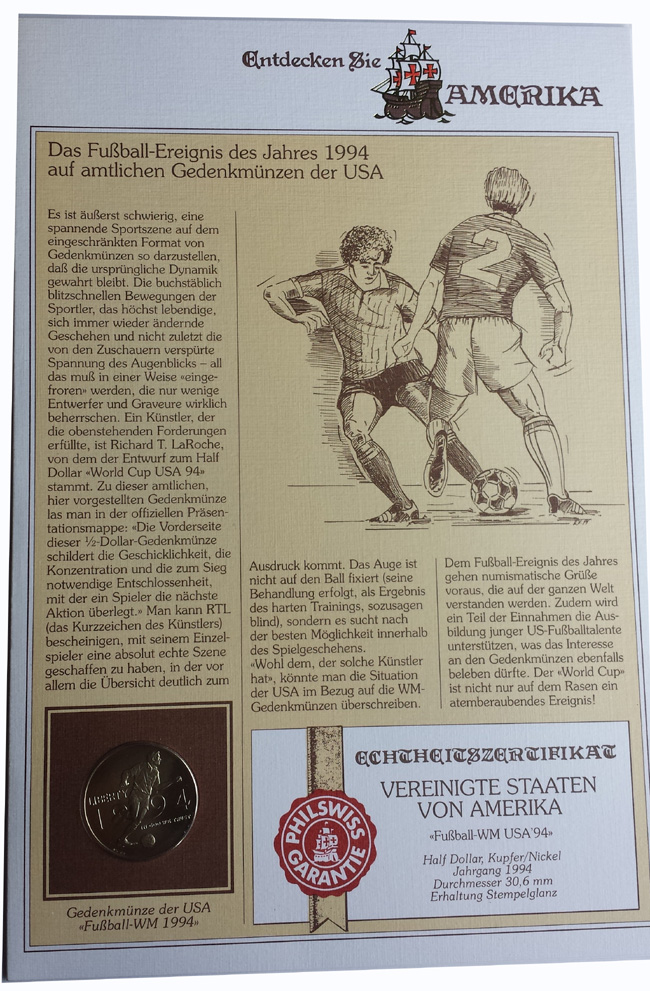 Entdecken Sie
AMERIKA
Das Fußball-Ereignis des Jahres 1994
auf amtlichen Gedenkmünzen der USA
Es ist äußerst schwierig, eine
spannende Sportszene auf dem
eingeschränkten Format von
Gedenkmünzen so darzustellen,
daß die ursprüngliche Dynamik
gewahrt bleibt. Die buchstäblich
blitzschnellen Bewegungen der
Sportler, das höchst lebendige,
sich immer wieder ändernde
Geschehen und nicht zuletzt die
von den Zuschauern verspürte
Spannung des Augenblicks – all
das muß in einer Weise «einge-
froren» werden, die nur wenige
Entwerfer und Graveure wirklich
beherrschen. Ein Künstler, der
die obenstehenden Forderungen
erfüllte, ist Richard T. LaRoche,
von dem der Entwurf zum Half
Dollar «World Cup USA 94»
stammt. Zu dieser amtlichen,
hier vorgestellten Gedenkmünze
las man in der offiziellen Präsen-
tationsmappe: «Die Vorderseite
dieser ½-Dollar-Gedenkmünze
schildert die Geschicklichkeit, die
Konzentration und die zum Sieg
notwendige Entschlossenheit,
mit der ein Spieler die nächste
Aktion überlegt.» Man kann RTL
(das Kurzzeichen des Künstlers)
bescheinigen, mit seinem Einzel-
spieler eine absolut echte Szene
geschaffen zu haben, in der vor
allem die Übersicht deutlich zum
2
Ausdruck kommt. Das Auge ist
nicht auf den Ball fixiert (seine
Behandlung erfolgt, als Ergebnis
des harten Trainings, sozusagen
blind), sondern es sucht nach
der besten Möglichkeit innerhalb
des Spielgeschehens.
«Wohl dem, der solche Künstler
hat», könnte man die Situation
der USA im Bezug auf die WM-
Gedenkmünzen überschreiben.
Dem Fußball-Ereignis des Jahres
gehen numismatische Grüße
voraus, die auf der ganzen Welt
verstanden werden. Zudem wird
ein Teil der Einnahmen die Aus-
bildung junger US-Fußballtalente
unterstützen, was das Interesse
an den Gedenkmünzen ebenfalls
beleben dürfte. Der «World Cup»
ist nicht nur auf dem Rasen ein
atemberaubendes Ereignis!
LIBERTY
1994
IN GOD WE TRUST
Gedenkmünze der USA
«Fußball-WM 1994»
PHILSWISS
GARANTIE
ECHTHEITSZERTIFIKAT
VEREINIGTE STAATEN
VON AMERIKA
«Fußball-WM USA'94»
Half Dollar, Kupfer/Nickel
Jahrgang 1994
Durchmesser 30,6 mm
Erhaltung Stempelglanz